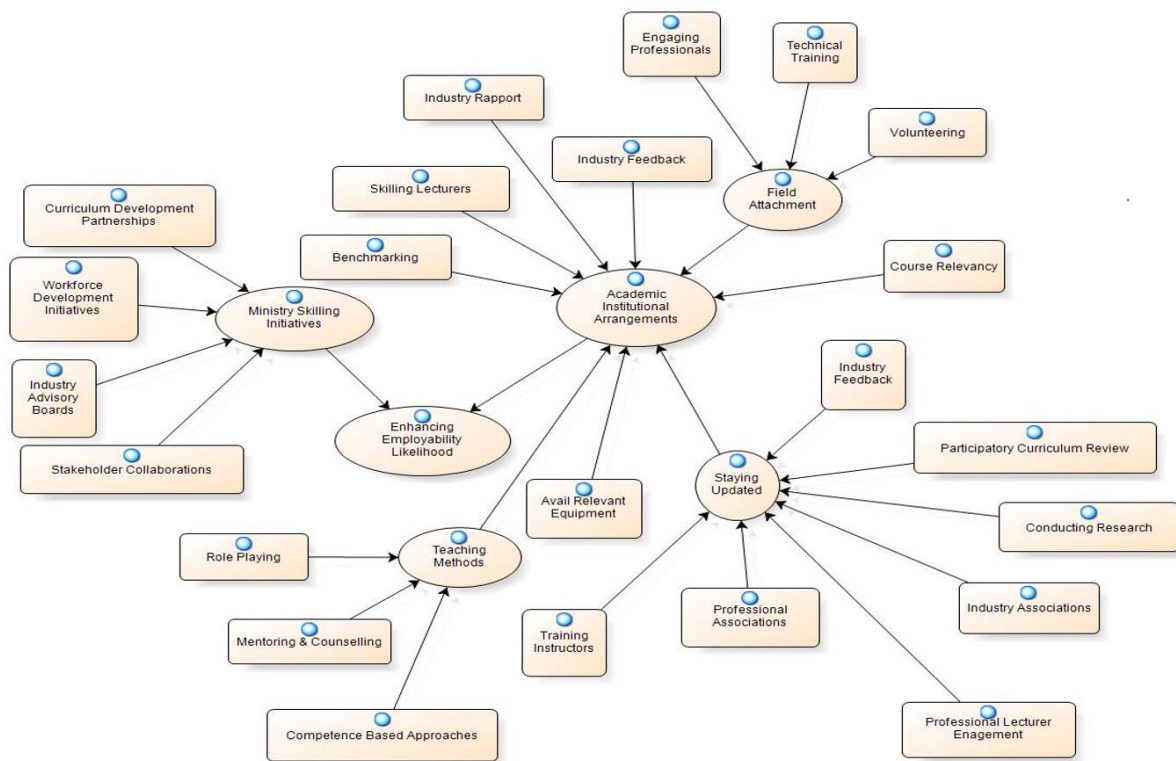 Engaging
Professionals
Technical
Training
Industry Rapport
Volunteering
Industry Feedback
Skilling Lecturers
Field
Attachment
Curriculum Development
Partnerships
Benchmarking
Course Relevancy
Workforce
Development
Initiatives
Ministry Skilling
Initiatives
Academic
Institutional
Arrangements
Industry
Advisory
Boards
Industry
Feedback
Enhancing
Employability
Likelihood
Stakeholder Collaborations
Participatory Curriculum Review
Staying
Updated
Avail Relevant
Equipment
Conducting Research
Role Playing
Teaching
Methods
Industry Associations
Professional
Associations
Training
Instructors
Mentoring & Counselling
Competence Based Approaches
Professional Lecturer
Enagement